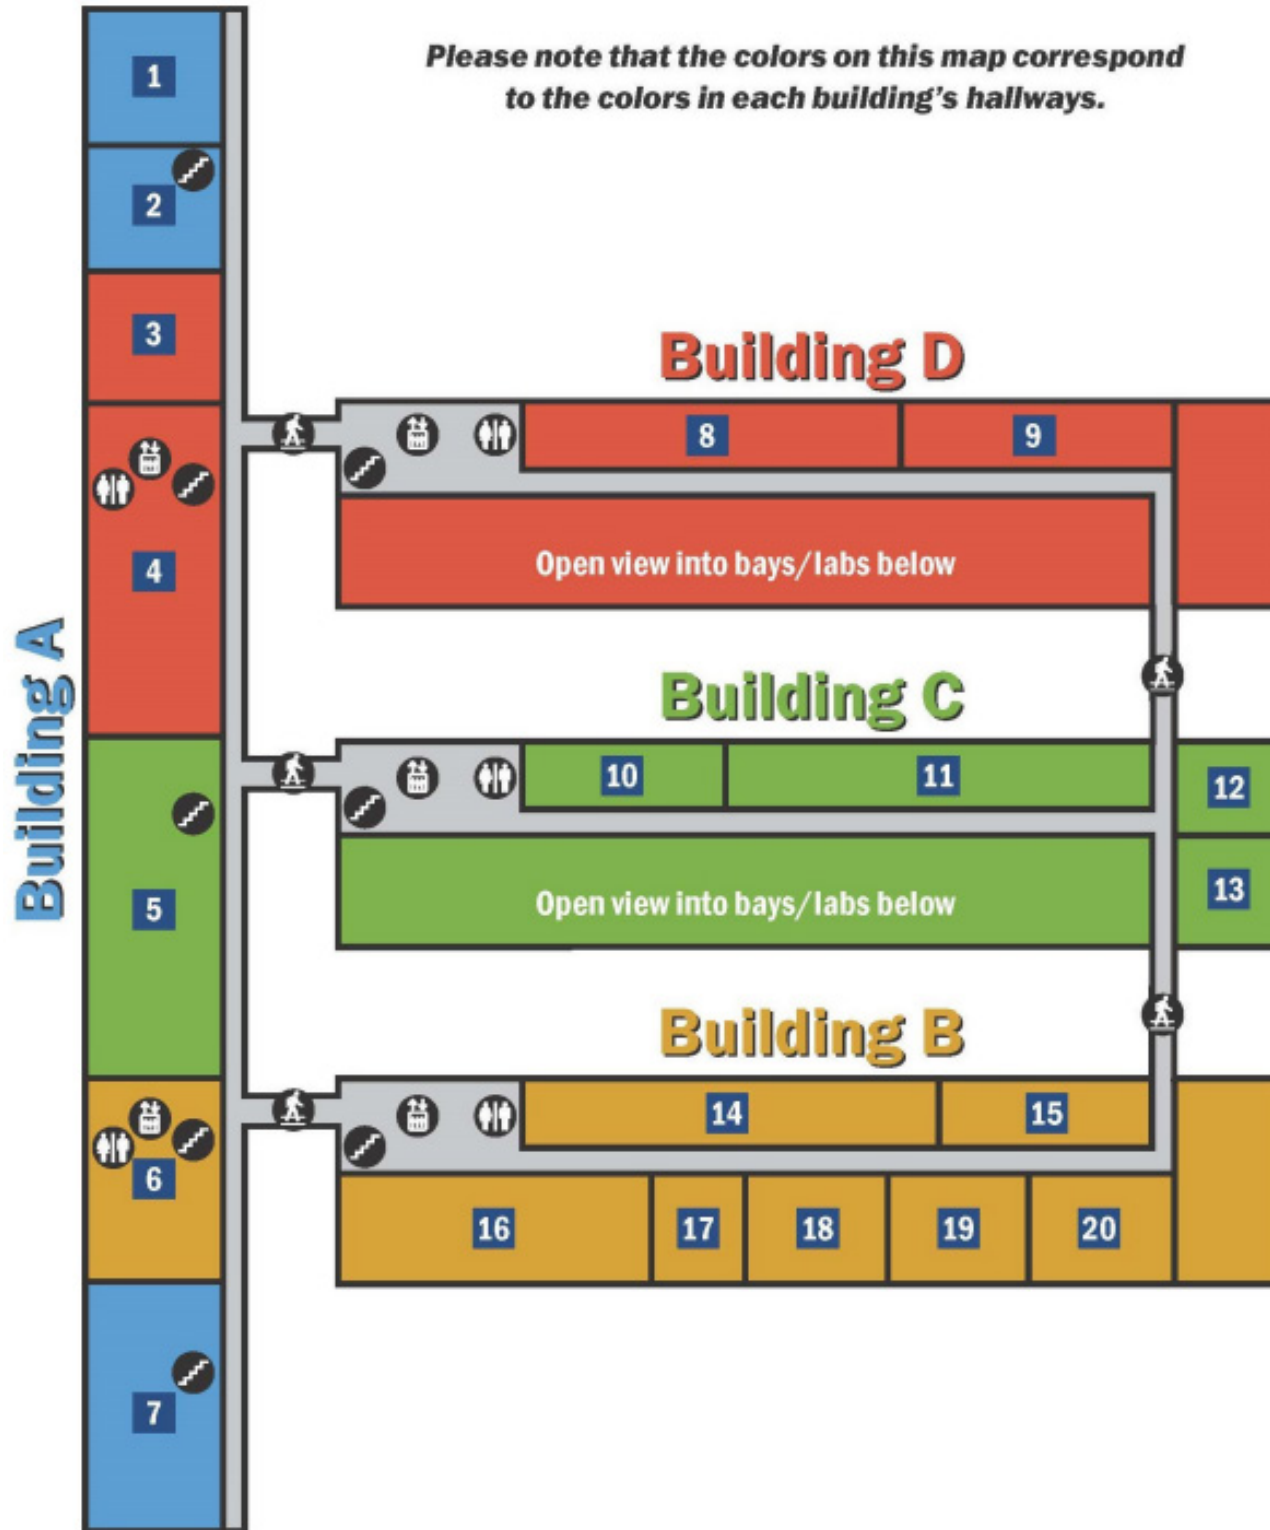 Please note that the colors on this map correspond
to the colors in each building's hallways.
Building A
1
2
3
4
5
6
7
Building D
8
9
Open view into bays/labs below
Building C
10
11
12
13
Open view into bays/labs below
Building B
14
15
16
17
18
19
20